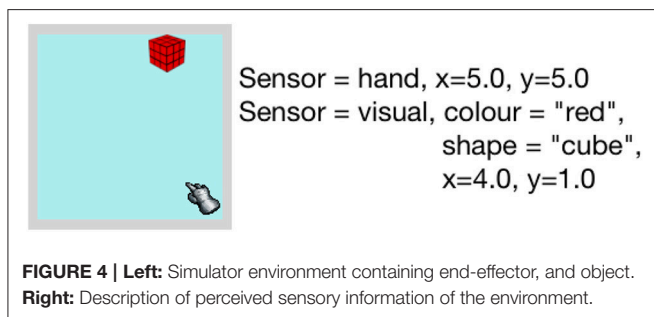 Sensor = hand, x=5.0, y=5.0
Sensor = visual, colour = "red",
shape = "cube",
x=4.0, y=1.0
FIGURE 4 | Left: Simulator environment containing end-effector, and object.
Right: Description of perceived sensory information of the environment.